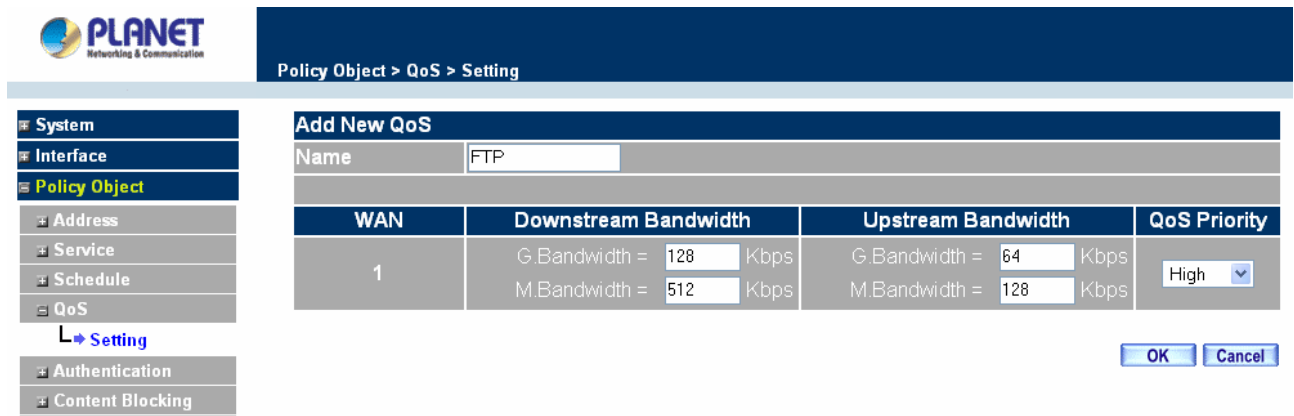 PLANET
Networking & Communication
Policy Object > QoS > Setting
System
Interface
Policy Object
Address
Service
Schedule
QoS
Setting
Authentication
Content Blocking
Add New QoS
Name FTP
WAN Downstream Bandwidth Upstream Bandwidth QoS Priority
1 G.Bandwidth = 128 Kbps G.Bandwidth = 64 Kbps High
M.Bandwidth = 512 Kbps M.Bandwidth = 128 Kbps
OK Cancel